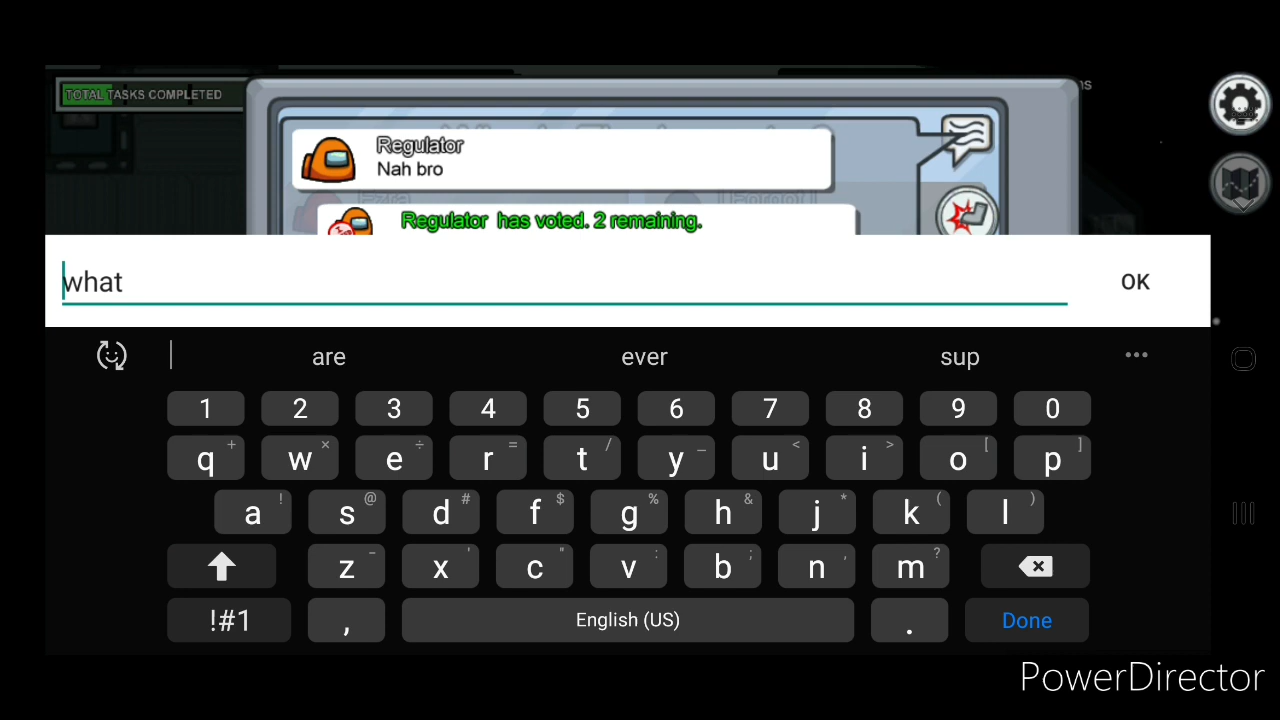 TOTAL TASKS COMPLETED
Regulator
Nah bro
Regulator has voted. 2 remaining.
what
OK
are ever sup
1 2 3 4 5 6 7 8 9 0
q + w × e ÷ r = t / y _ u < i > o [ p ]
a ! s @ d # f $ g % h & j * k ( l )
z - x ' c " v : b ; n , m ?
!#1 , English (US) . Done
PowerDirector